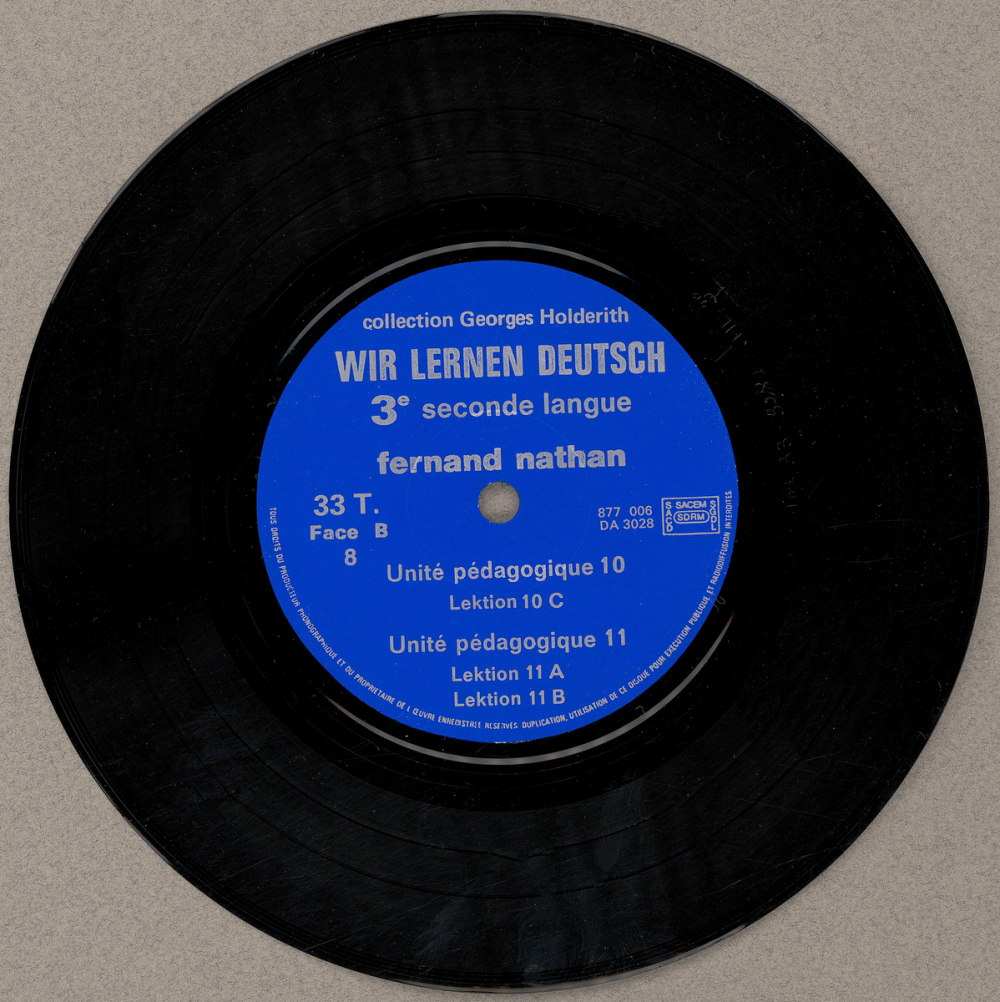 collection Georges Holderith
WIR LERNEN DEUTSCH
3e seconde langue
fernand nathan
33 T.
Face B
8
877 006
DA 3028
SACD
SACEM
SDRM
SGDL
Unité pédagogique 10
Lektion 10 C
Unité pédagogique 11
Lektion 11 A
Lektion 11 B
TOUS DROITS DU PRODUCTEUR PHONOGRAPHIQUE ET DU PROPRIETAIRE DE L ŒUVRE ENREGISTREE RESERVES DUPLICATION, UTILISATION DE CE DISQUE POUR EXECUTION PUBLIQUE ET RADIODIFFUSION INTERDITES